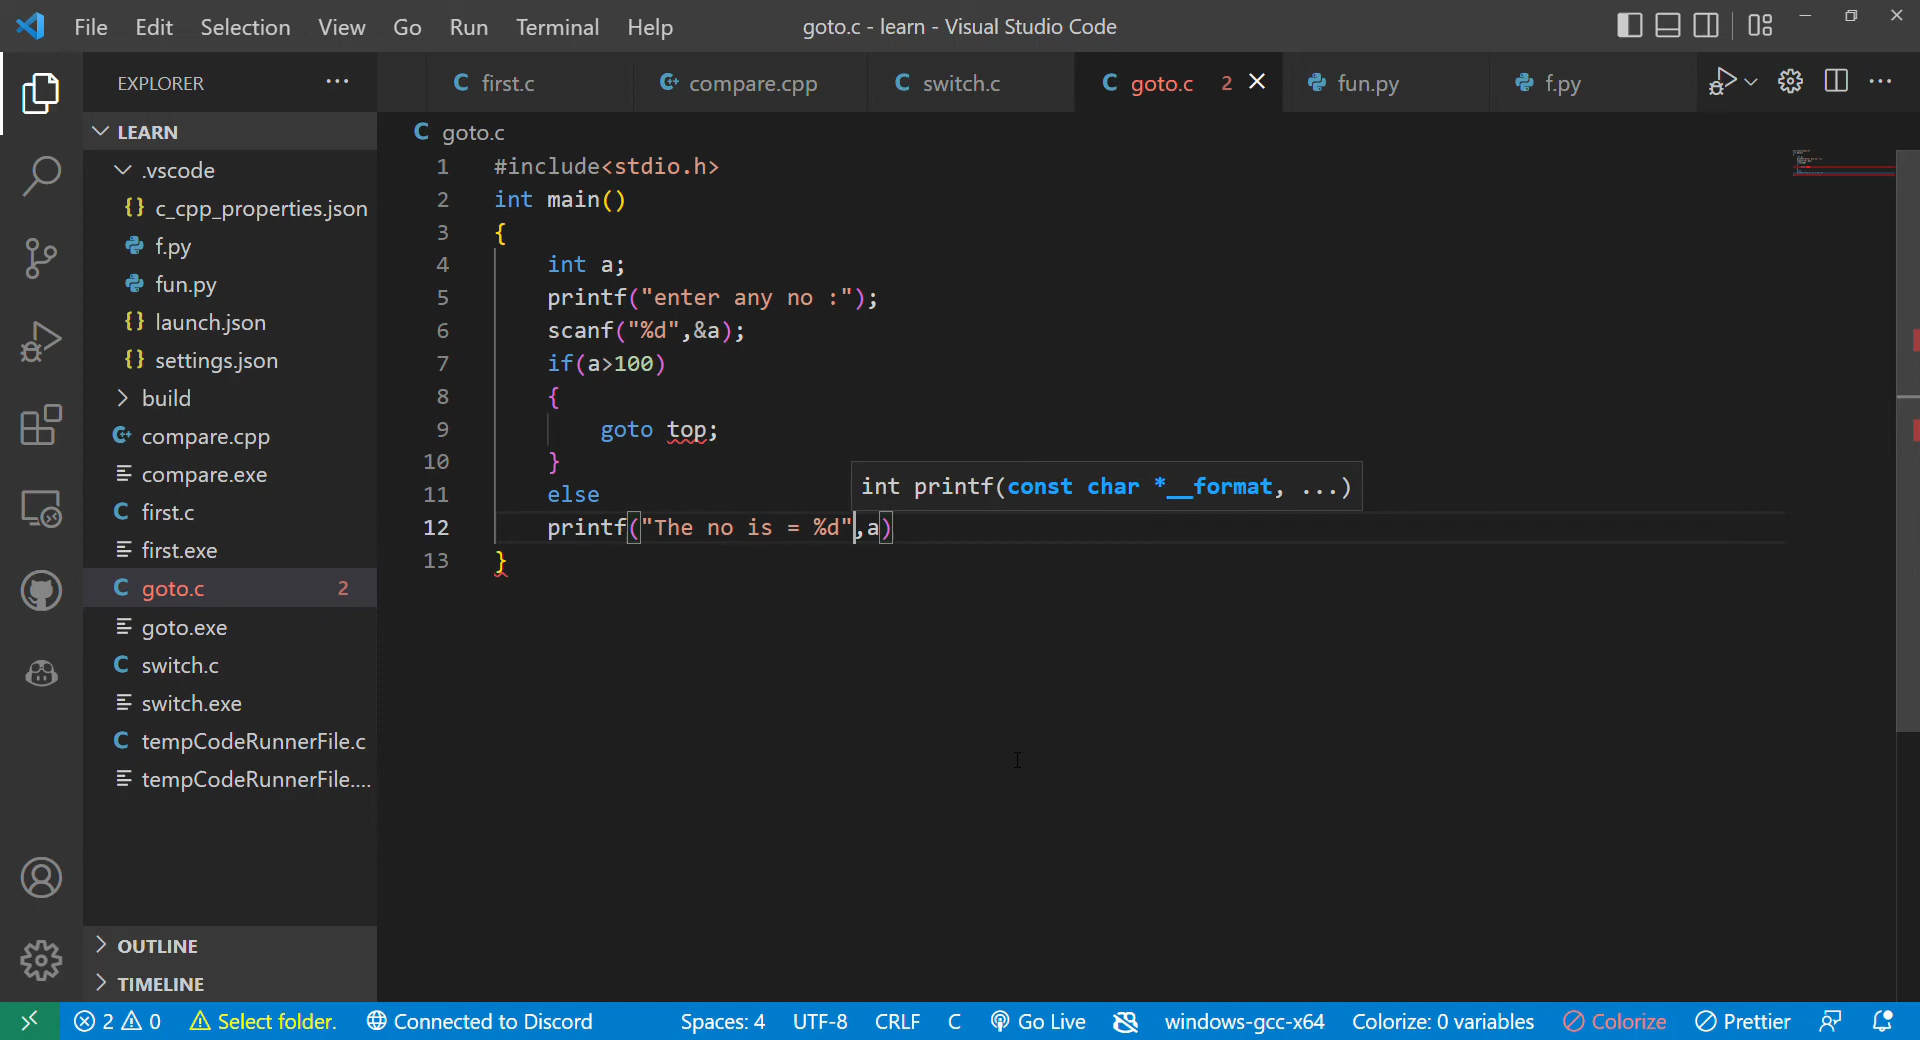 File Edit Selection View Go Run Terminal Help goto.c - learn - Visual Studio Code
EXPLORER
first.c compare.cpp switch.c goto.c 2 fun.py f.py
LEARN
.vscode
{} c_cpp_properties.json
f.py
fun.py
{} launch.json
{} settings.json
build
compare.cpp
compare.exe
C first.c
first.exe
C goto.c 2
goto.exe
C switch.c
switch.exe
C tempCodeRunnerFile.c
tempCodeRunnerFile....
OUTLINE
TIMELINE
C goto.c
1 #include<stdio.h>
2 int main()
3 {
4 int a;
5 printf("enter any no :");
6 scanf("%d",&a);
7 if(a>100)
8 {
9 goto top;
10 }
11 else
int printf(const char *__format, ...)
12 printf("The no is = %d",a)
13 }
2 0 Select folder. Connected to Discord Spaces: 4 UTF-8 CRLF C Go Live windows-gcc-x64 Colorize: 0 variables Colorize Prettier